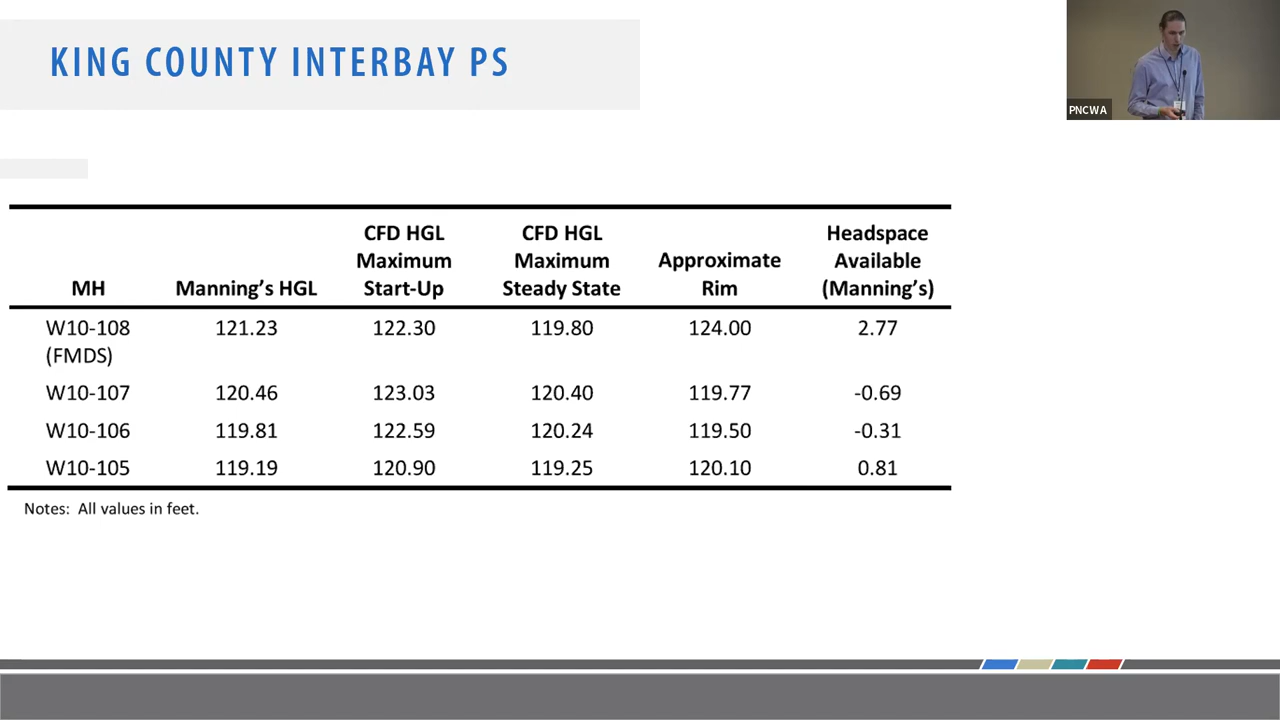 KING COUNTY INTERBAY PS
PNCWA
MH Manning's HGL CFD HGL Maximum Start-Up CFD HGL Maximum Steady State Approximate Rim Headspace Available (Manning's)
W10-108 (FMDS) 121.23 122.30 119.80 124.00 2.77
W10-107 120.46 123.03 120.40 119.77 -0.69
W10-106 119.81 122.59 120.24 119.50 -0.31
W10-105 119.19 120.90 119.25 120.10 0.81
Notes: All values in feet.